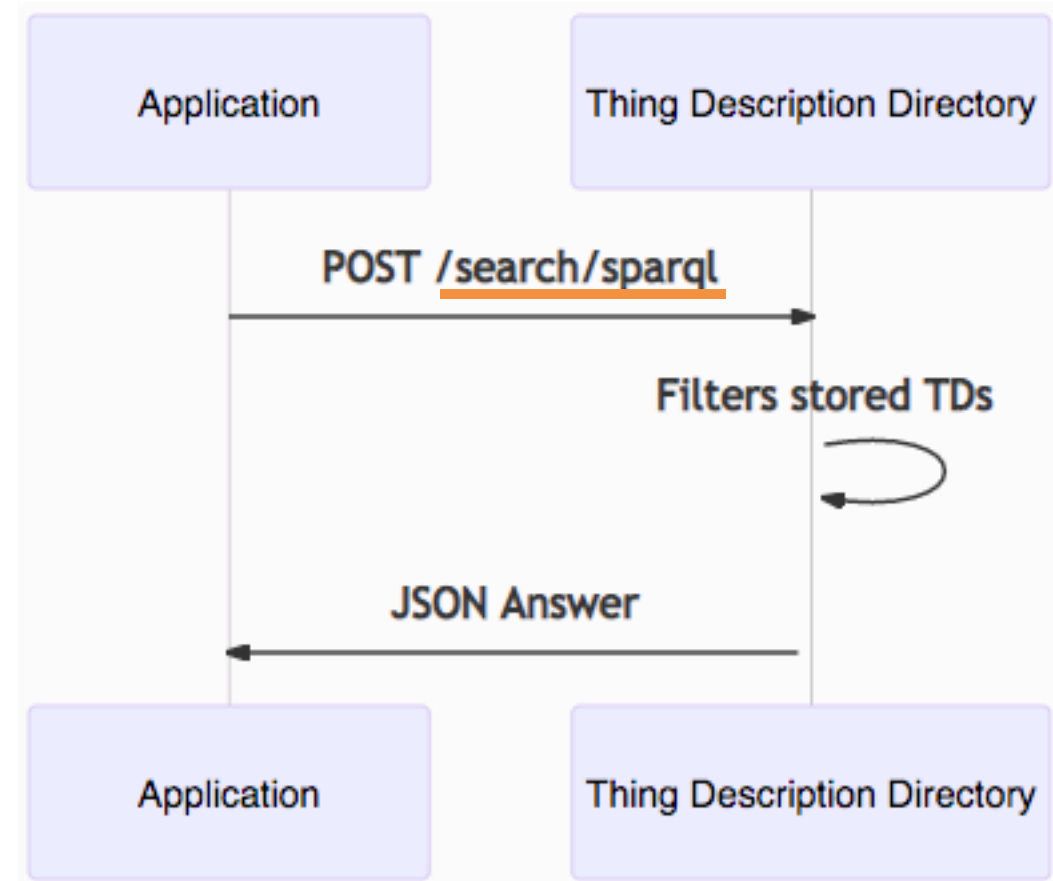 Application
Thing Description Directory
POST /search/sparql
Filters stored TDs
JSON Answer
Application
Thing Description Directory